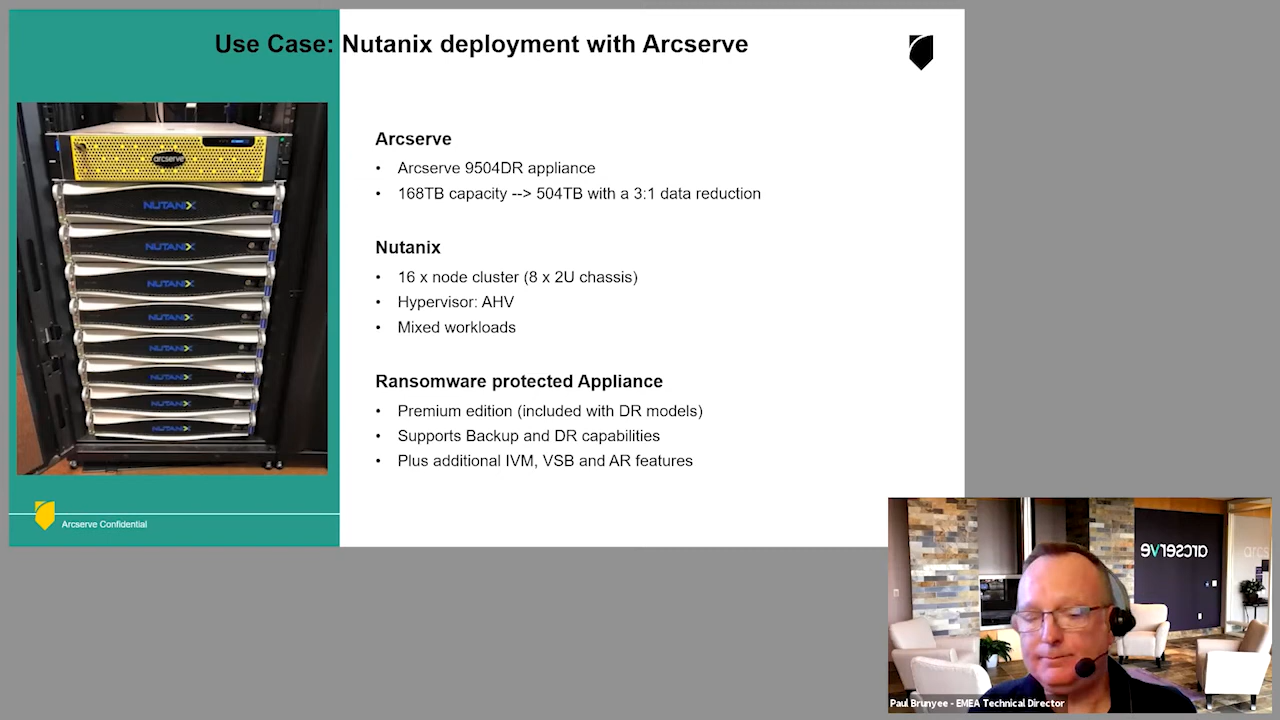 Use Case: Nutanix deployment with Arcserve
arcserve
NUTANIX
NUTANIX
NUTANIX
NUTANIX
NUTANIX
NUTANIX
NUTANIX
NUTANIX
Arcserve
• Arcserve 9504DR appliance
• 168TB capacity --> 504TB with a 3:1 data reduction
Nutanix
• 16 x node cluster (8 x 2U chassis)
• Hypervisor: AHV
• Mixed workloads
Ransomware protected Appliance
• Premium edition (included with DR models)
• Supports Backup and DR capabilities
• Plus additional IVM, VSB and AR features
Arcserve Confidential
arcserve
arcs
Paul Brunyee - EMEA Technical Director